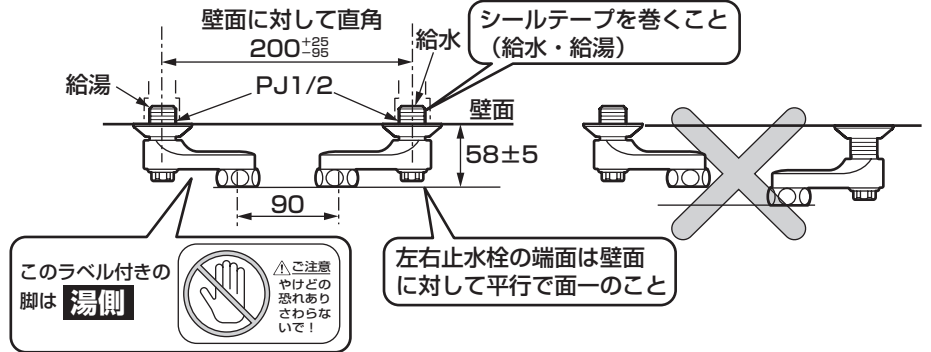 壁面に対して直角
200+25-95
給水
シールテープを巻くこと
(給水・給湯)
給湯
PJ1/2
壁面
58±5
90
このラベル付きの
脚は 湯側
⚠ご注意
やけどの
恐れあり
さわらな
いで!
左右止水栓の端面は壁面
に対して平行で面一のこと